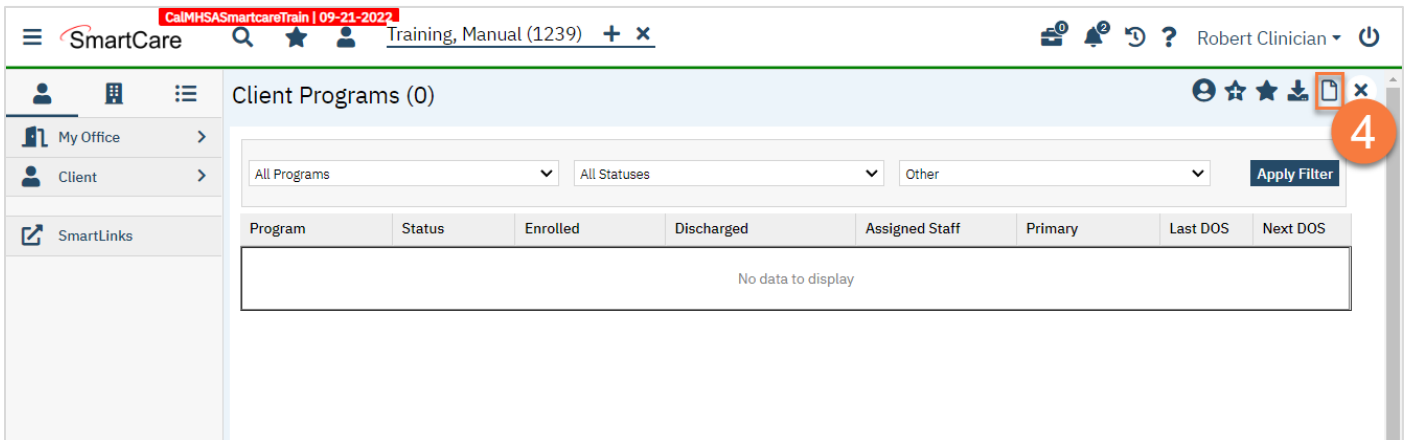 CalMHSASmartcareTrain | 09-21-2022
SmartCare
Training, Manual (1239)
0
2
?
Robert Clinician
Client Programs (0)
4
My Office
Client
SmartLinks
All Programs
All Statuses
Other
Apply Filter
Program Status Enrolled Discharged Assigned Staff Primary Last DOS Next DOS
No data to display